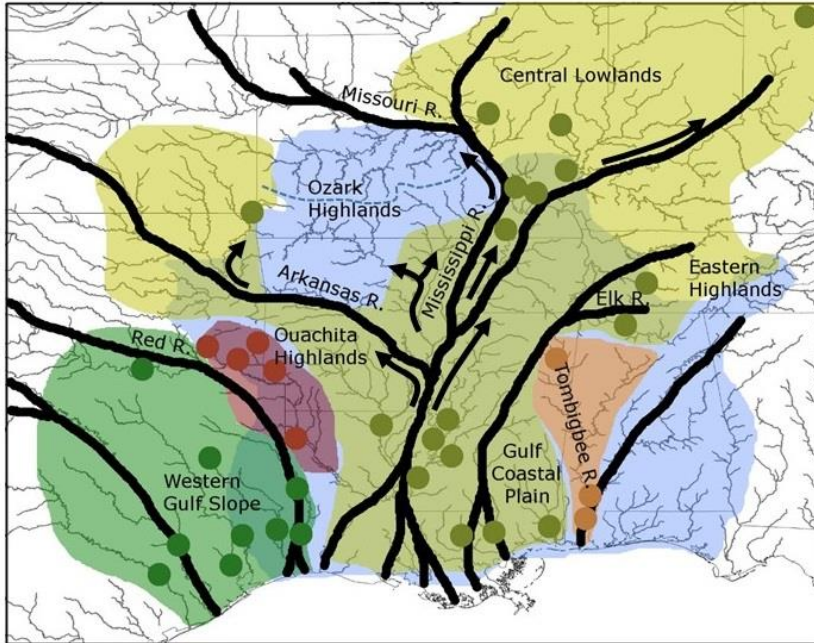 Central Lowlands
Missouri R.
Ozark
Highlands
Mississippi R.
Arkansas R.
Eastern
Highlands
Elk R.
Red R.
Ouachita
Highlands
Tombigbee R.
Western
Gulf Slope
Gulf
Coastal
Plain